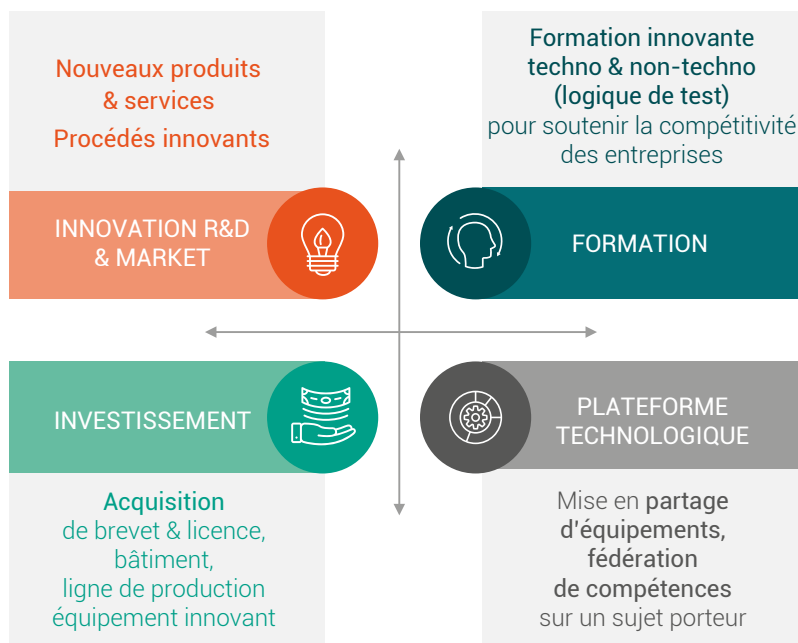 Nouveaux produits
& services
Procédés innovants
INNOVATION R&D
& MARKET
Formation innovante
techno & non-techno
(logique de test)
pour soutenir la compétitivité
des entreprises
FORMATION
INVESTISSEMENT
Acquisition
de brevet & licence,
bâtiment,
ligne de production
équipement innovant
PLATEFORME
TECHNOLOGIQUE
Mise en partage
d'équipements,
fédération
de compétences
sur un sujet porteur